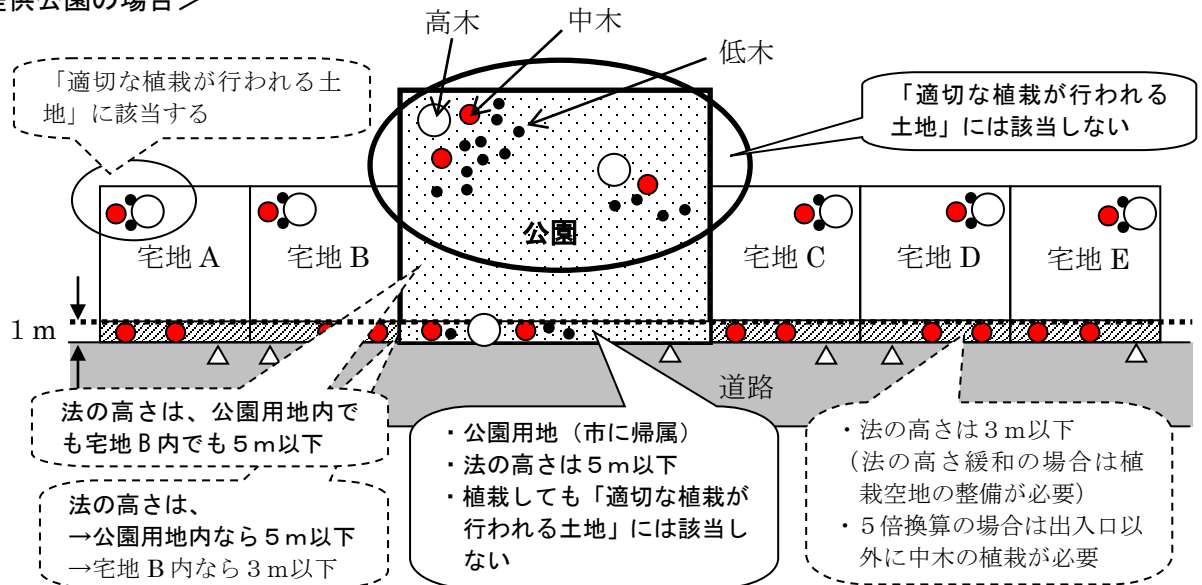 提供公園の場合＞
高木
中木
低木
「適切な植栽が行われる土
地」に該当する
「適切な植栽が行われる
土地」には該当しない
宅地 A
宅地 B
公園
宅地 C
宅地 D
宅地 E
1 m
道路
法の高さは、公園用地内で
も宅地 B 内でも５ｍ以下
法の高さは、
→公園用地内なら５ｍ以下
→宅地 B 内なら３ｍ以下
・公園用地（市に帰属）
・法の高さは５ｍ以下
・植栽しても「適切な植栽が
行われる土地」には該当し
ない
・法の高さは３ｍ以下
（法の高さ緩和の場合は植
栽空地の整備が必要）
・５倍換算の場合は出入口以
外に中木の植栽が必要